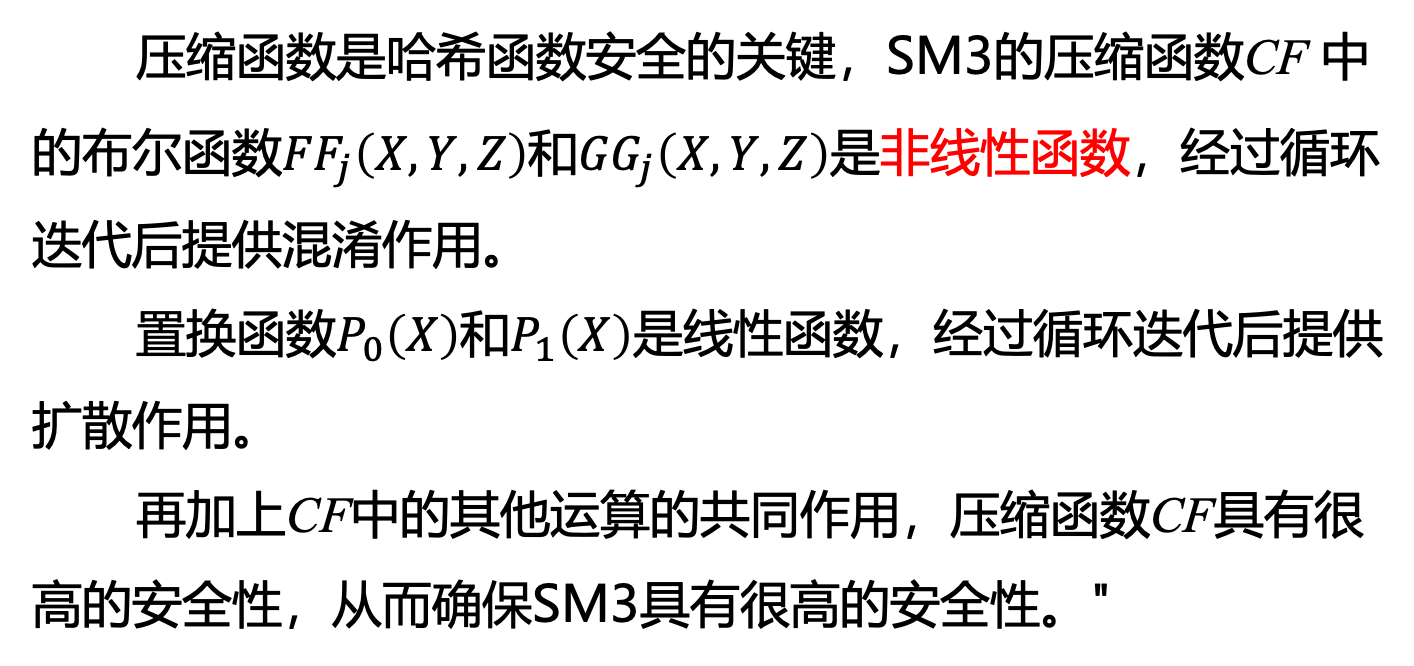 压缩函数是哈希函数安全的关键，SM3的压缩函数CF 中
的布尔函数FFⱼ(X,Y,Z)和GGⱼ(X,Y,Z)是非线性函数，经过循环
迭代后提供混淆作用。
置换函数P₀(X)和P₁(X)是线性函数，经过循环迭代后提供
扩散作用。
再加上CF中的其他运算的共同作用，压缩函数CF具有很
高的安全性，从而确保SM3具有很高的安全性。"